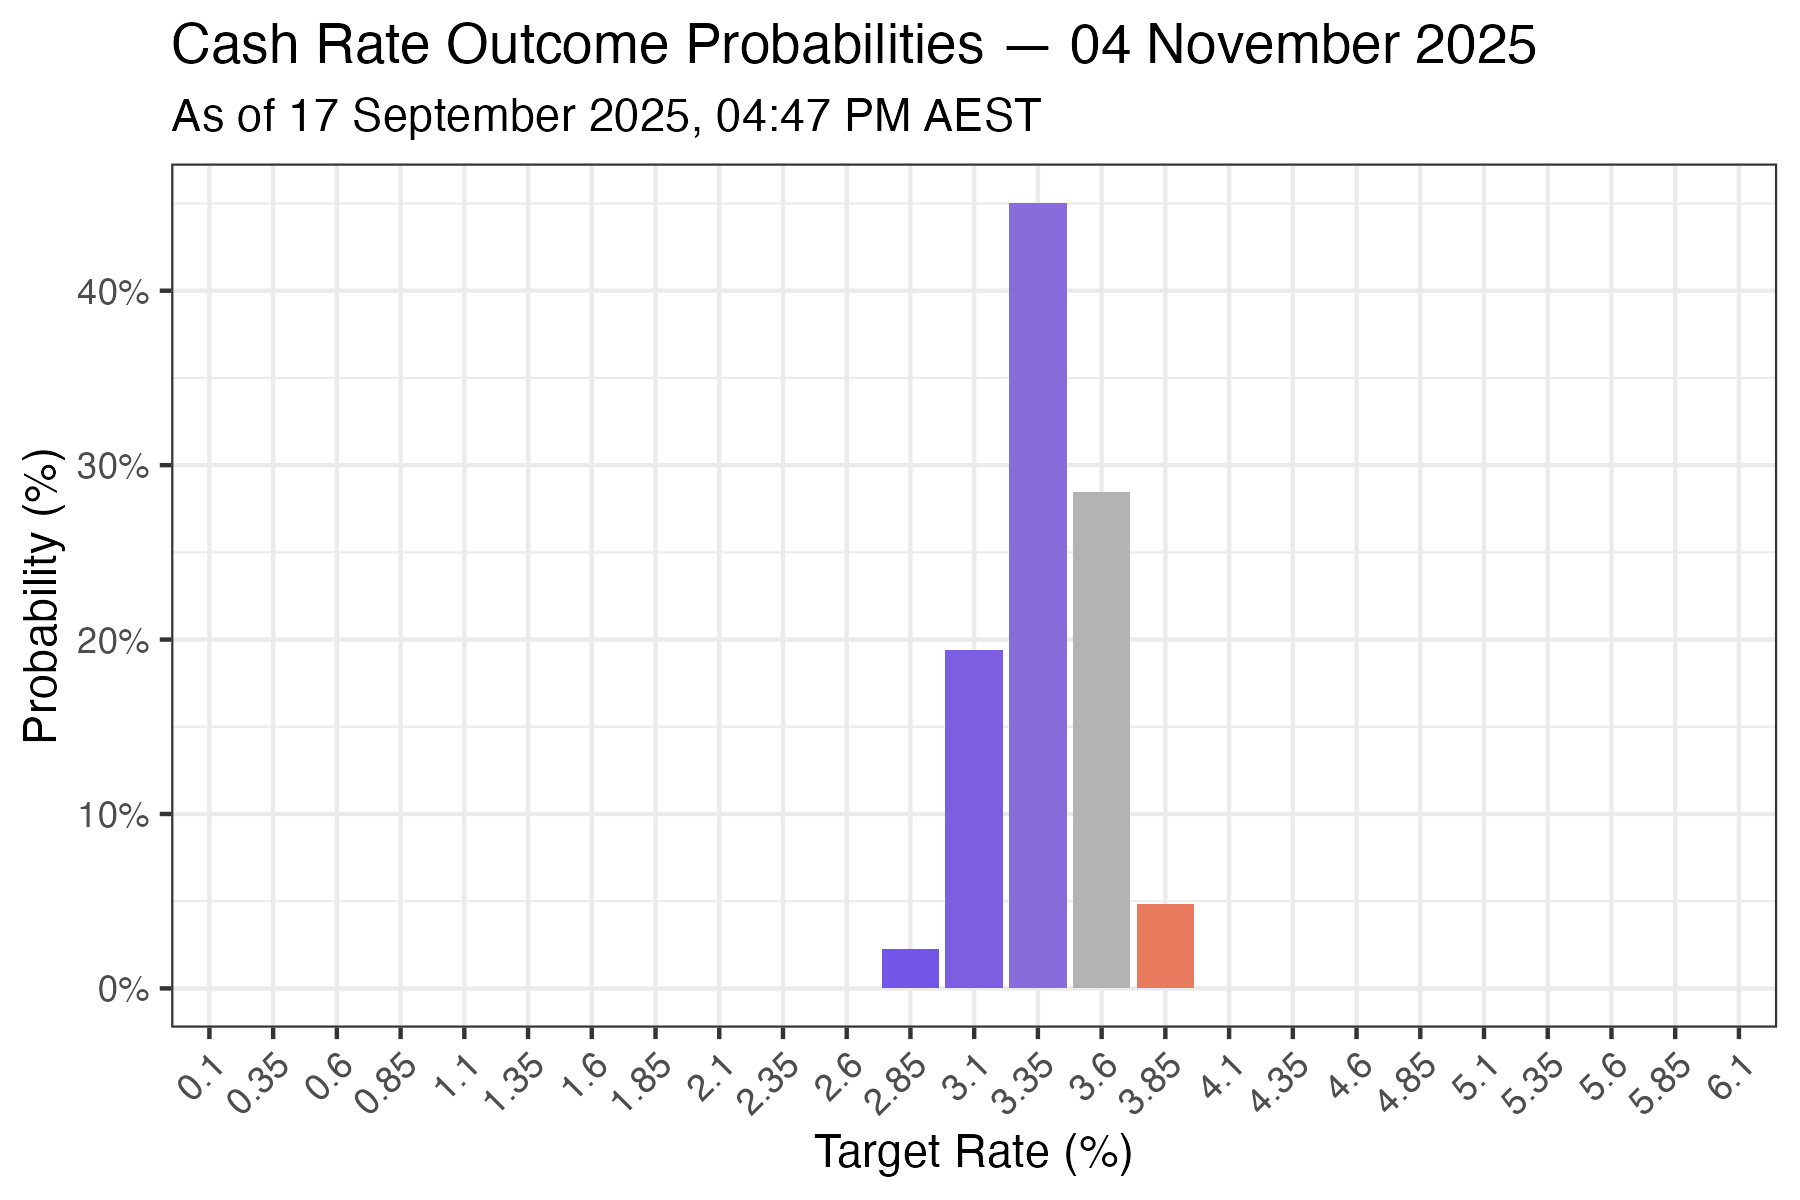 Cash Rate Outcome Probabilities — 04 November 2025
As of 17 September 2025, 04:47 PM AEST
Probability (%)
40%
30%
20%
10%
0%
0.1 0.35 0.6 0.85 1.1 1.35 1.6 1.85 2.1 2.35 2.6 2.85 3.1 3.35 3.6 3.85 4.1 4.35 4.6 4.85 5.1 5.35 5.6 5.85 6.1
Target Rate (%)